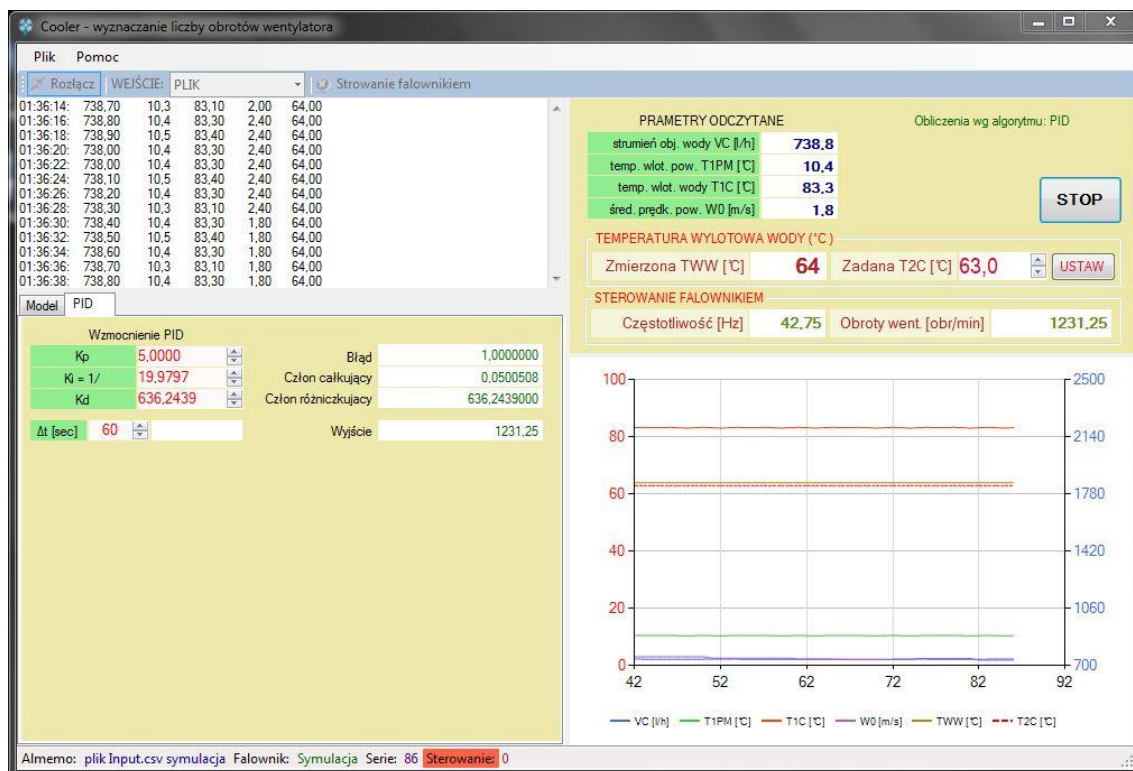 Cooler - wyznaczanie liczby obrotów wentylatora
Plik Pomoc
Rozłącz WEJŚCIE: PLIK Strowanie falownikiem
01:36:14: 738,70 10,3 83,10 2,00 64,00
01:36:16: 738,80 10,4 83,30 2,40 64,00
01:36:18: 738,90 10,5 83,40 2,40 64,00
01:36:20: 738,00 10,4 83,30 2,40 64,00
01:36:22: 738,00 10,4 83,30 2,40 64,00
01:36:24: 738,10 10,5 83,40 2,40 64,00
01:36:26: 738,20 10,4 83,30 2,40 64,00
01:36:28: 738,30 10,3 83,10 2,40 64,00
01:36:30: 738,40 10,4 83,30 1,80 64,00
01:36:32: 738,50 10,5 83,40 1,80 64,00
01:36:34: 738,60 10,4 83,30 1,80 64,00
01:36:36: 738,70 10,3 83,10 1,80 64,00
01:36:38: 738,80 10,4 83,30 1,80 64,00
Model PID
Wzmocnienie PID
Kp 5,0000 Błąd 1,0000000
Ki = 1/ 19,9797 Człon całkujący 0,0500508
Kd 636,2439 Człon różniczkujacy 636,2439000
Δt [sec] 60 Wyjście 1231,25
PRAMETRY ODCZYTANE Obliczenia wg algorytmu: PID
strumień obj. wody VC [l/h] 738,8
temp. wlot. pow. T1PM [℃] 10,4
temp. wlot. wody T1C [℃] 83,3
śred. prędk. pow. W0 [m/s] 1,8
STOP
TEMPERATURA WYLOTOWA WODY (°C )
Zmierzona TWW [℃] 64 Zadana T2C [℃] 63,0 USTAW
STEROWANIE FALOWNIKIEM
Częstotliwość [Hz] 42,75 Obroty went. [obr/min] 1231,25
100 2500
80 2140
60 1780
40 1420
20 1060
0 700
42 52 62 72 82 92
VC [l/h] T1PM [℃] T1C [℃] W0 [m/s] TWW [℃] T2C [℃]
Almemo: plik Input.csv symulacja Falownik: Symulacja Serie: 86 Sterowanie: 0